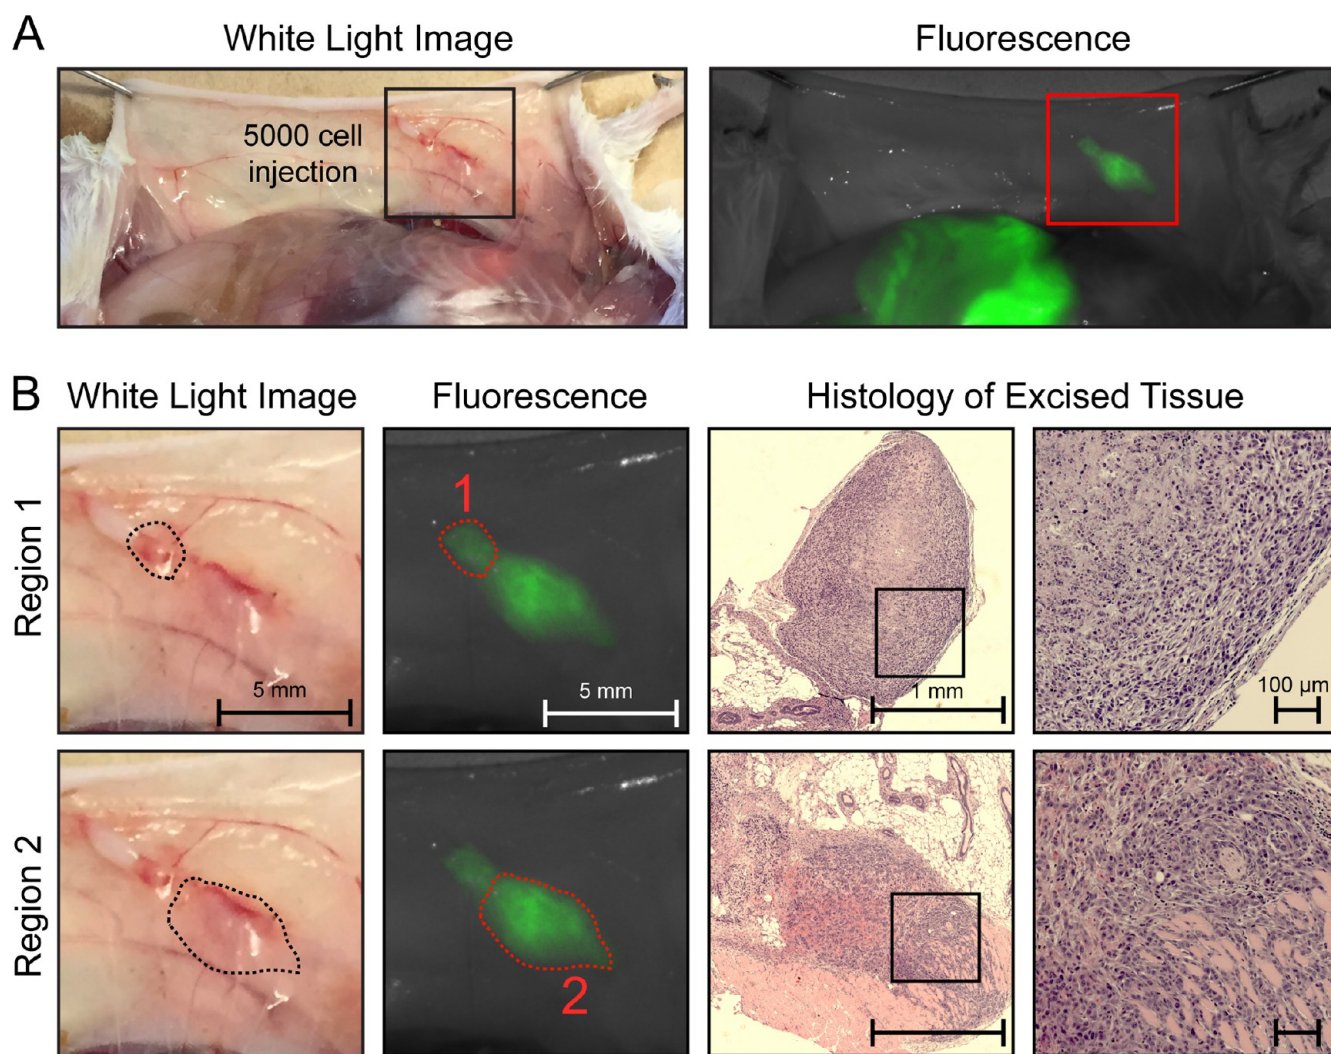 A
White Light Image
Fluorescence
5000 cell
injection
B
White Light Image
Fluorescence
Histology of Excised Tissue
Region 1
5 mm
1
5 mm
1 mm
100 µm
Region 2
2